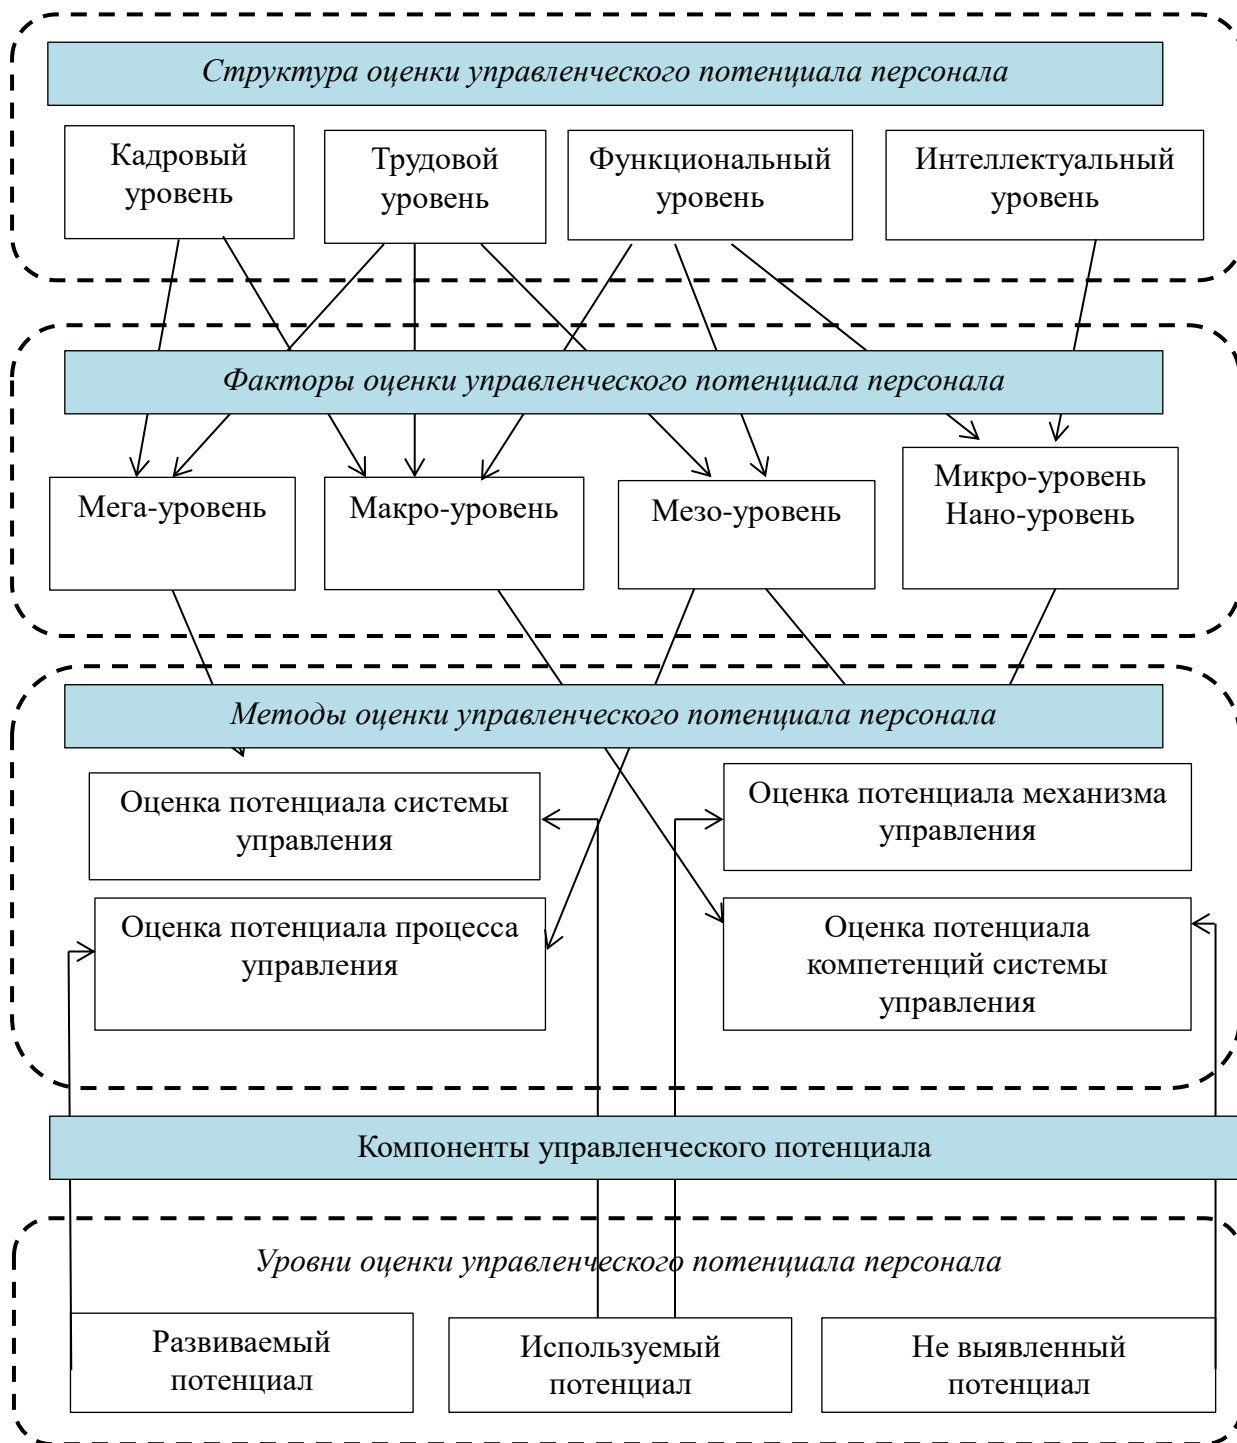 Структура оценки управленческого потенциала персонала
Кадровый
уровень
Трудовой
уровень
Функциональный
уровень
Интеллектуальный
уровень
Факторы оценки управленческого потенциала персонала
Мега-уровень
Макро-уровень
Мезо-уровень
Микро-уровень
Нано-уровень
Методы оценки управленческого потенциала персонала
Оценка потенциала системы
управления
Оценка потенциала механизма
управления
Оценка потенциала процесса
управления
Оценка потенциала
компетенций системы
управления
Компоненты управленческого потенциала
Уровни оценки управленческого потенциала персонала
Развиваемый
потенциал
Используемый
потенциал
Не выявленный
потенциал